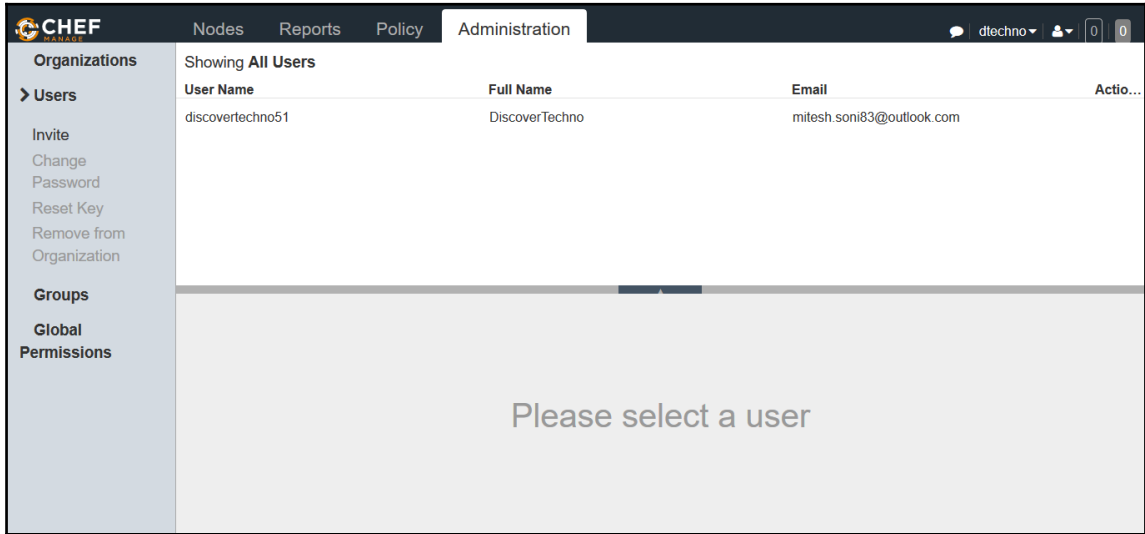 CHEF
MANAGE
Nodes Reports Policy Administration
dtechno 0 0
Organizations
Users
Invite
Change
Password
Reset Key
Remove from
Organization
Groups
Global
Permissions
Showing All Users
User Name Full Name Email Actio...
discovertechno51 DiscoverTechno mitesh.soni83@outlook.com
Please select a user